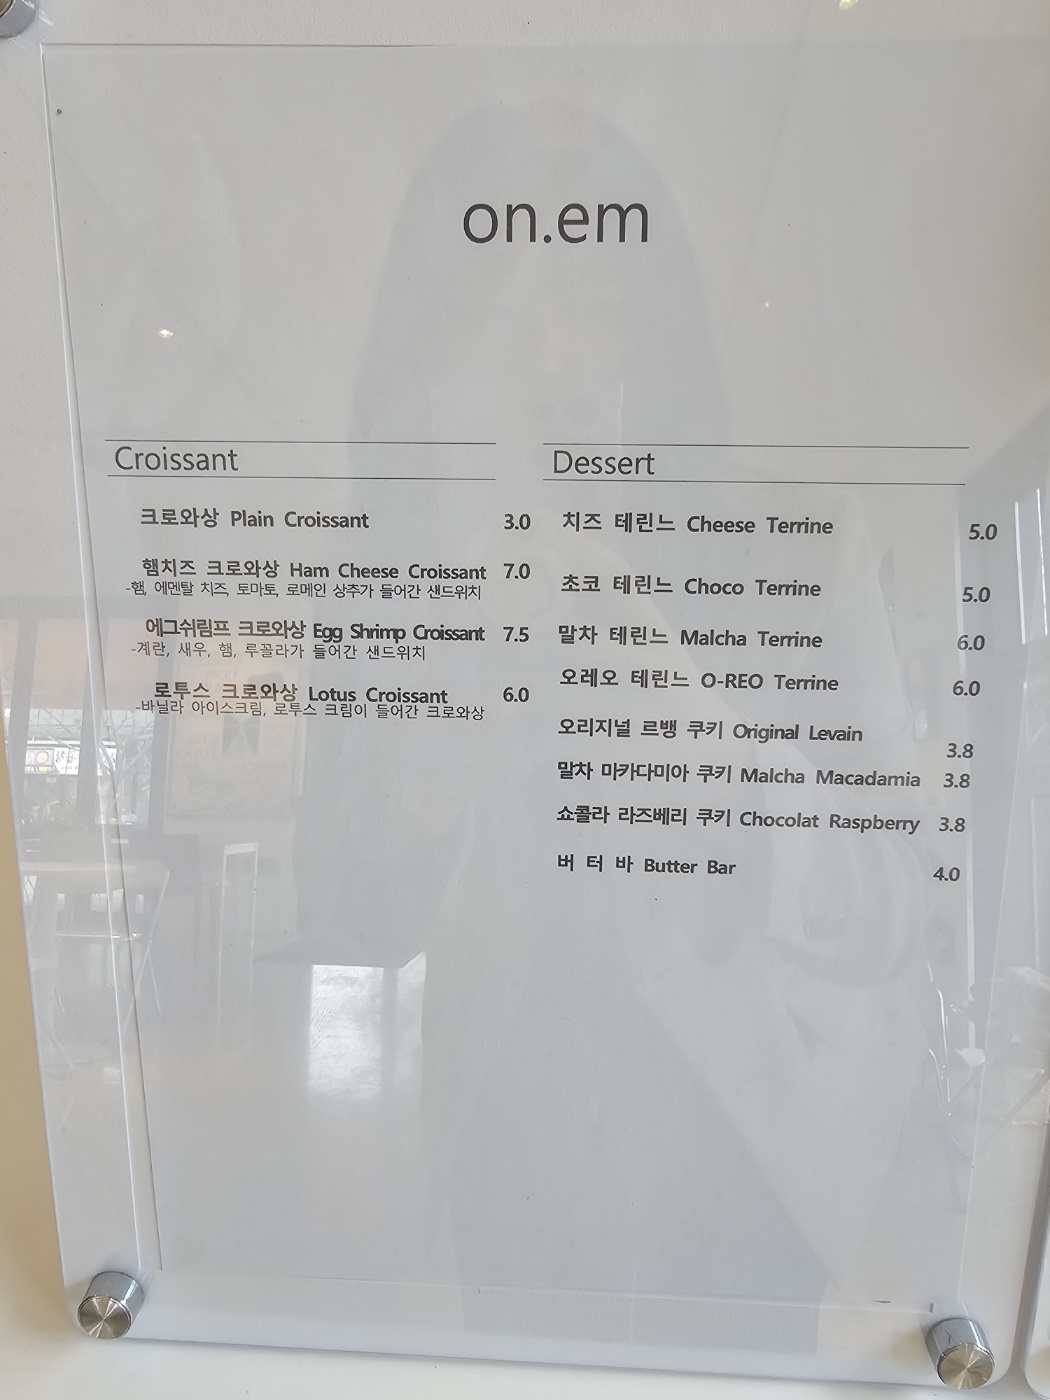 on.em
Croissant
크로와상 Plain Croissant 3.0
햄치즈 크로와상 Ham Cheese Croissant 7.0
-햄, 에멘탈 치즈, 토마토, 로메인 상추가 들어간 샌드위치
에그쉬림프 크로와상 Egg Shrimp Croissant 7.5
-계란, 새우, 햄, 루꼴라가 들어간 샌드위치
로투스 크로와상 Lotus Croissant 6.0
-바닐라 아이스크림, 로투스 크림이 들어간 크로와상
Dessert
치즈 테린느 Cheese Terrine 5.0
초코 테린느 Choco Terrine 5.0
말차 테린느 Malcha Terrine 6.0
오레오 테린느 O-REO Terrine 6.0
오리지널 르뱅 쿠키 Original Levain 3.8
말차 마카다미아 쿠키 Malcha Macadamia 3.8
쇼콜라 라즈베리 쿠키 Chocolat Raspberry 3.8
버 터 바 Butter Bar 4.0